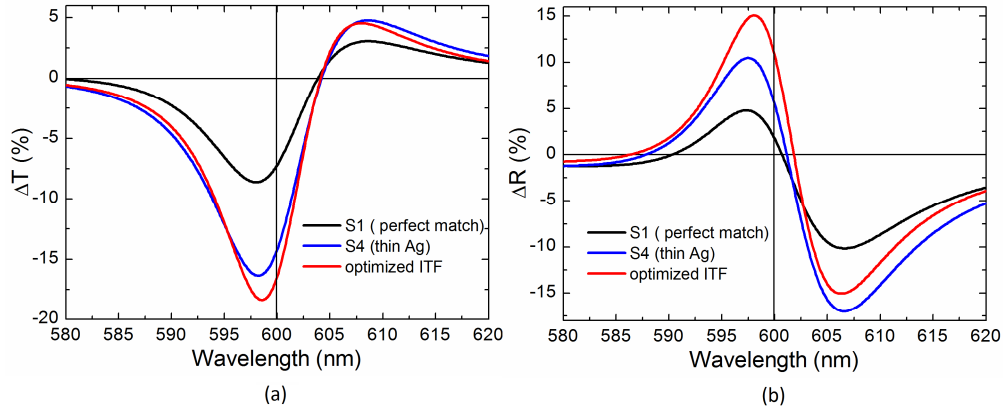 5
0
-5
-10
-15
-20
580 585 590 595 600 605 610 615 620
ΔT (%)
Wavelength (nm)
S1 ( perfect match)
S4 (thin Ag)
optimized ITF
(a)
15
10
5
0
-5
-10
-15
580 585 590 595 600 605 610 615 620
ΔR (%)
Wavelength (nm)
S1 ( perfect match)
S4 (thin Ag)
optimized ITF
(b)